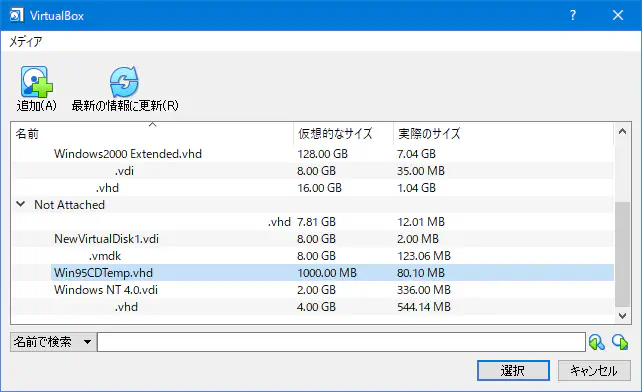 VirtualBox
メディア
追加(A) 最新の情報に更新(R)
名前 仮想的なサイズ 実際のサイズ
Windows2000 Extended.vhd 128.00 GB 7.04 GB
.vdi 8.00 GB 35.00 MB
.vhd 16.00 GB 1.04 GB
Not Attached
.vhd 7.81 GB 12.01 MB
NewVirtualDisk1.vdi 8.00 GB 2.00 MB
.vmdk 8.00 GB 123.06 MB
Win95CDTemp.vhd 1000.00 MB 80.10 MB
Windows NT 4.0.vdi 2.00 GB 336.00 MB
.vhd 4.00 GB 544.14 MB
名前で検索
選択 キャンセル